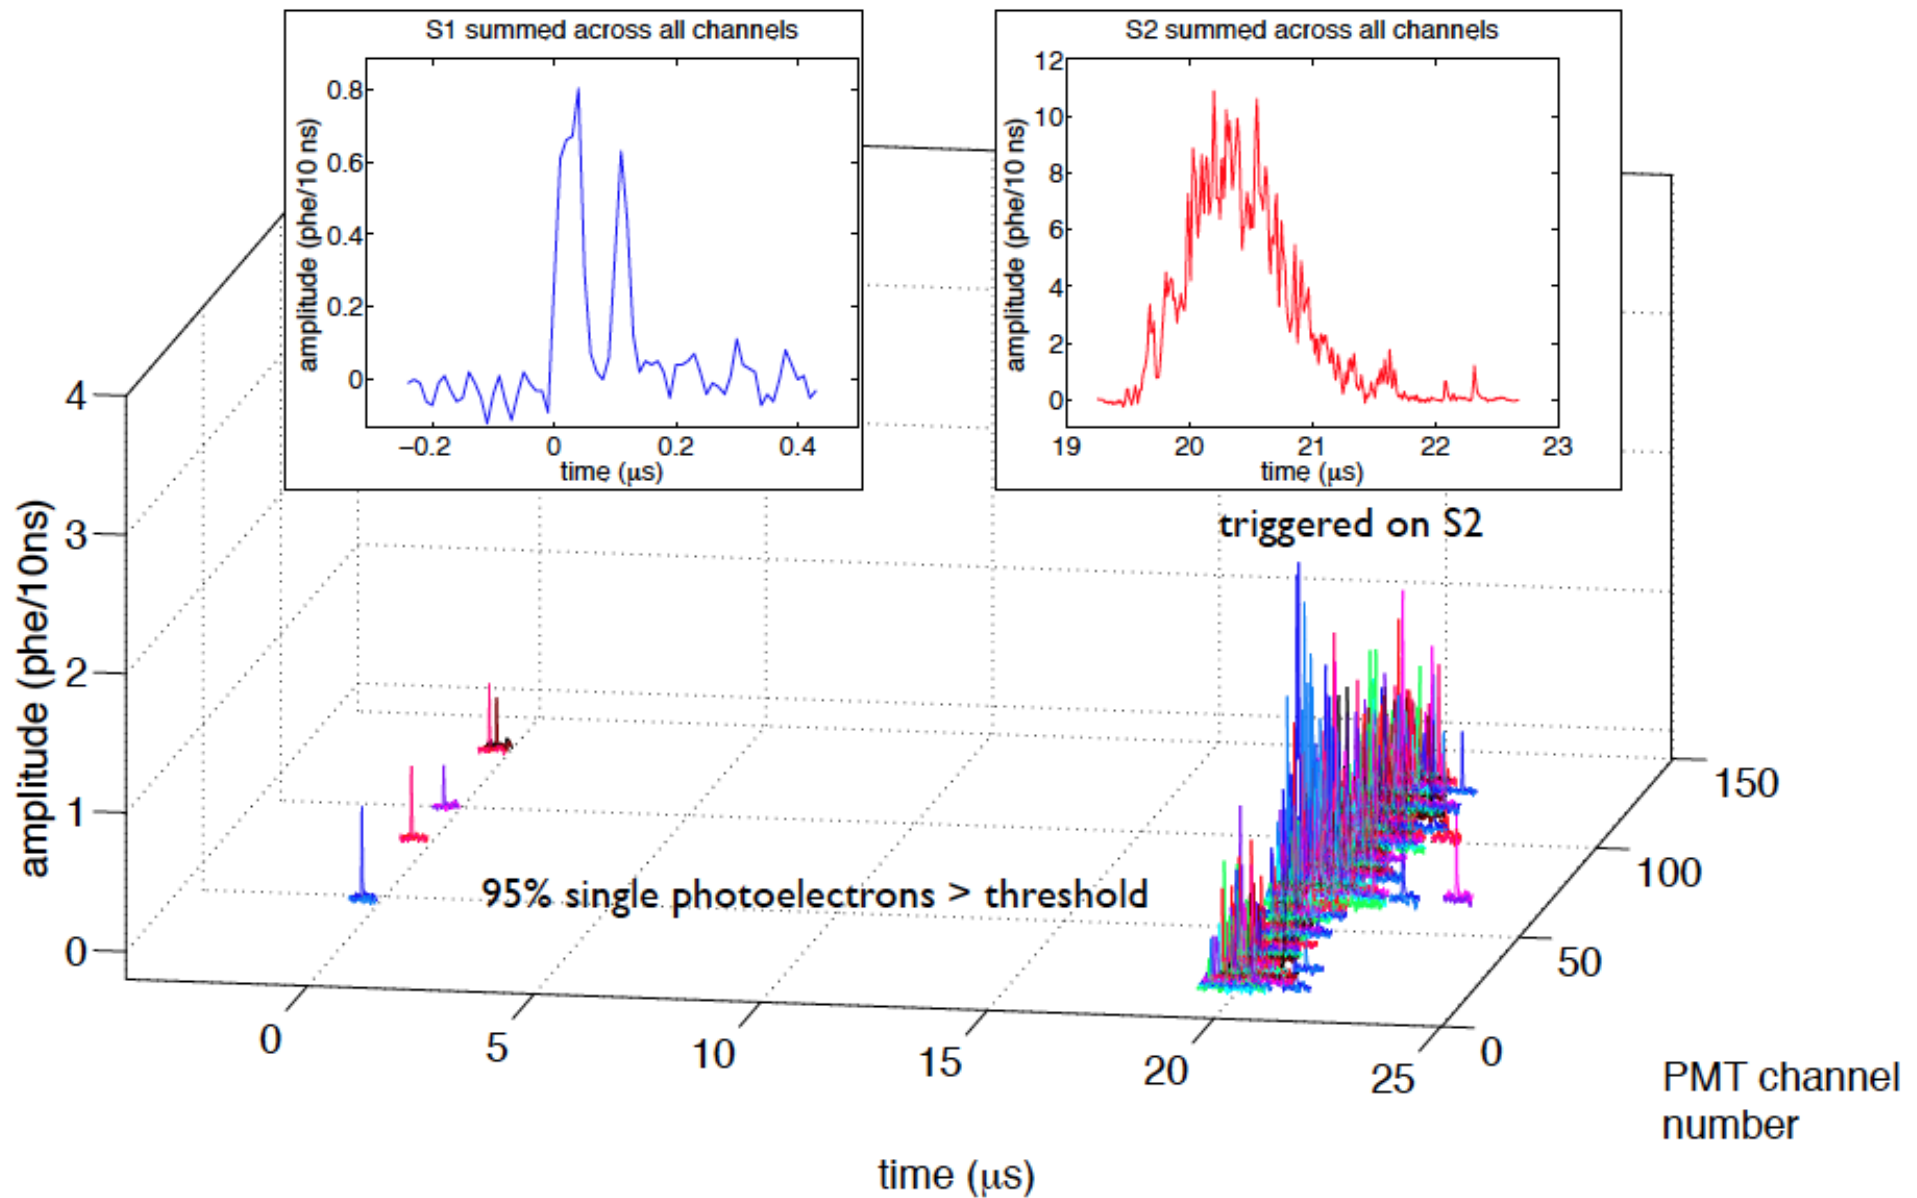 S1 summed across all channels
amplitude (phe/10 ns)
0.8
0.6
0.4
0.2
0
−0.2 0 0.2 0.4
time (μs)
S2 summed across all channels
amplitude (phe/10 ns)
12
10
8
6
4
2
0
19 20 21 22 23
time (μs)
triggered on S2
95% single photoelectrons > threshold
amplitude (phe/10ns)
4
3
2
1
0
0 5 10 15 20 25
time (μs)
150
100
50
0
PMT channel
number